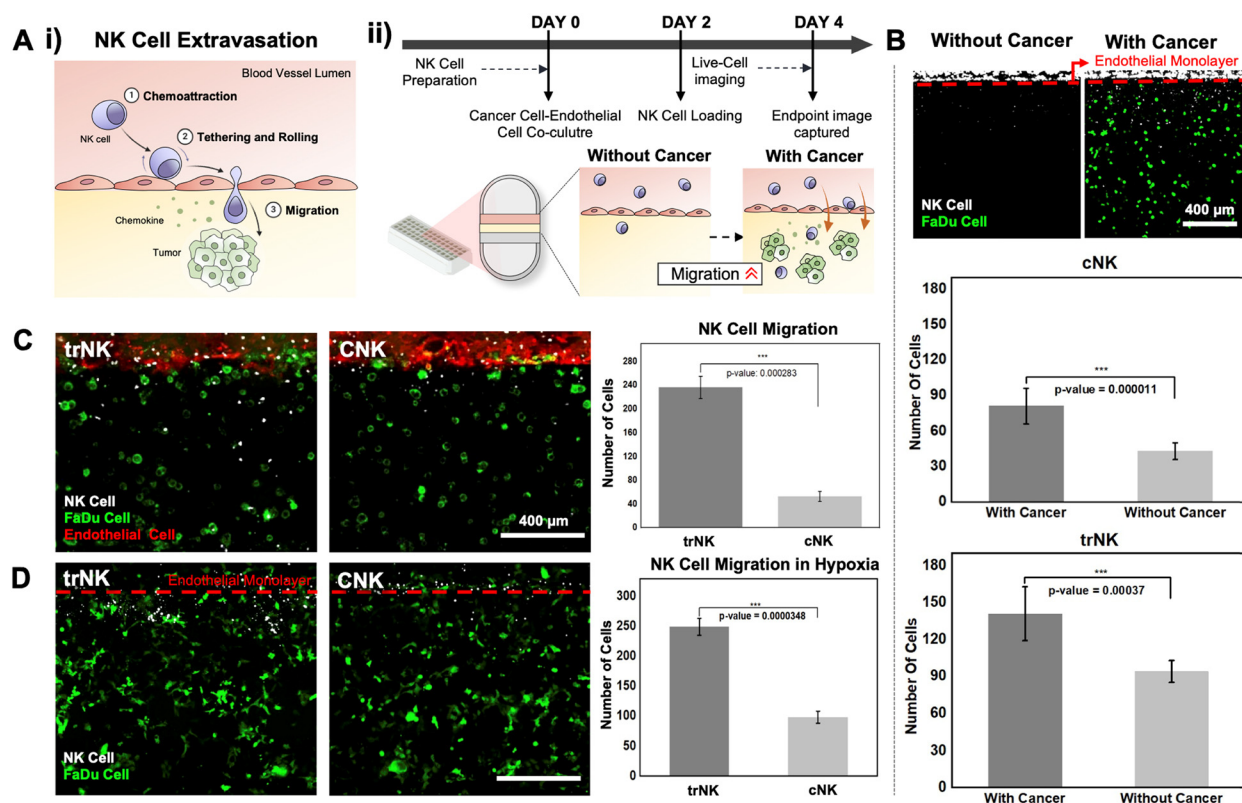 A i)
NK Cell Extravasation
Blood Vessel Lumen
1 Chemoattraction
NK cell
2 Tethering and Rolling
Chemokine
3 Migration
Tumor
ii)
DAY 0
DAY 2
DAY 4
NK Cell
Preparation
Live-Cell
imaging
Cancer Cell-Endothelial
Cell Co-culutre
NK Cell Loading
Endpoint image
captured
Without Cancer
With Cancer
Migration
B
Without Cancer
With Cancer
Endothelial Monolayer
NK Cell
FaDu Cell
400 µm
cNK
Number Of Cells
180
150
120
90
60
30
0
***
p-value = 0.000011
With Cancer
Without Cancer
trNK
Number Of Cells
180
150
120
90
60
30
0
***
p-value = 0.00037
With Cancer
Without Cancer
C
trNK
NK Cell
FaDu Cell
Endothelial Cell
CNK
400 µm
NK Cell Migration
Number of Cells
280
240
200
160
120
80
40
0
***
p-value: 0.000283
trNK
cNK
D
trNK
Endothelial Monolayer
NK Cell
FaDu Cell
CNK
NK Cell Migration in Hypoxia
Number of Cells
300
250
200
150
100
50
0
***
p-value = 0.0000348
trNK
cNK